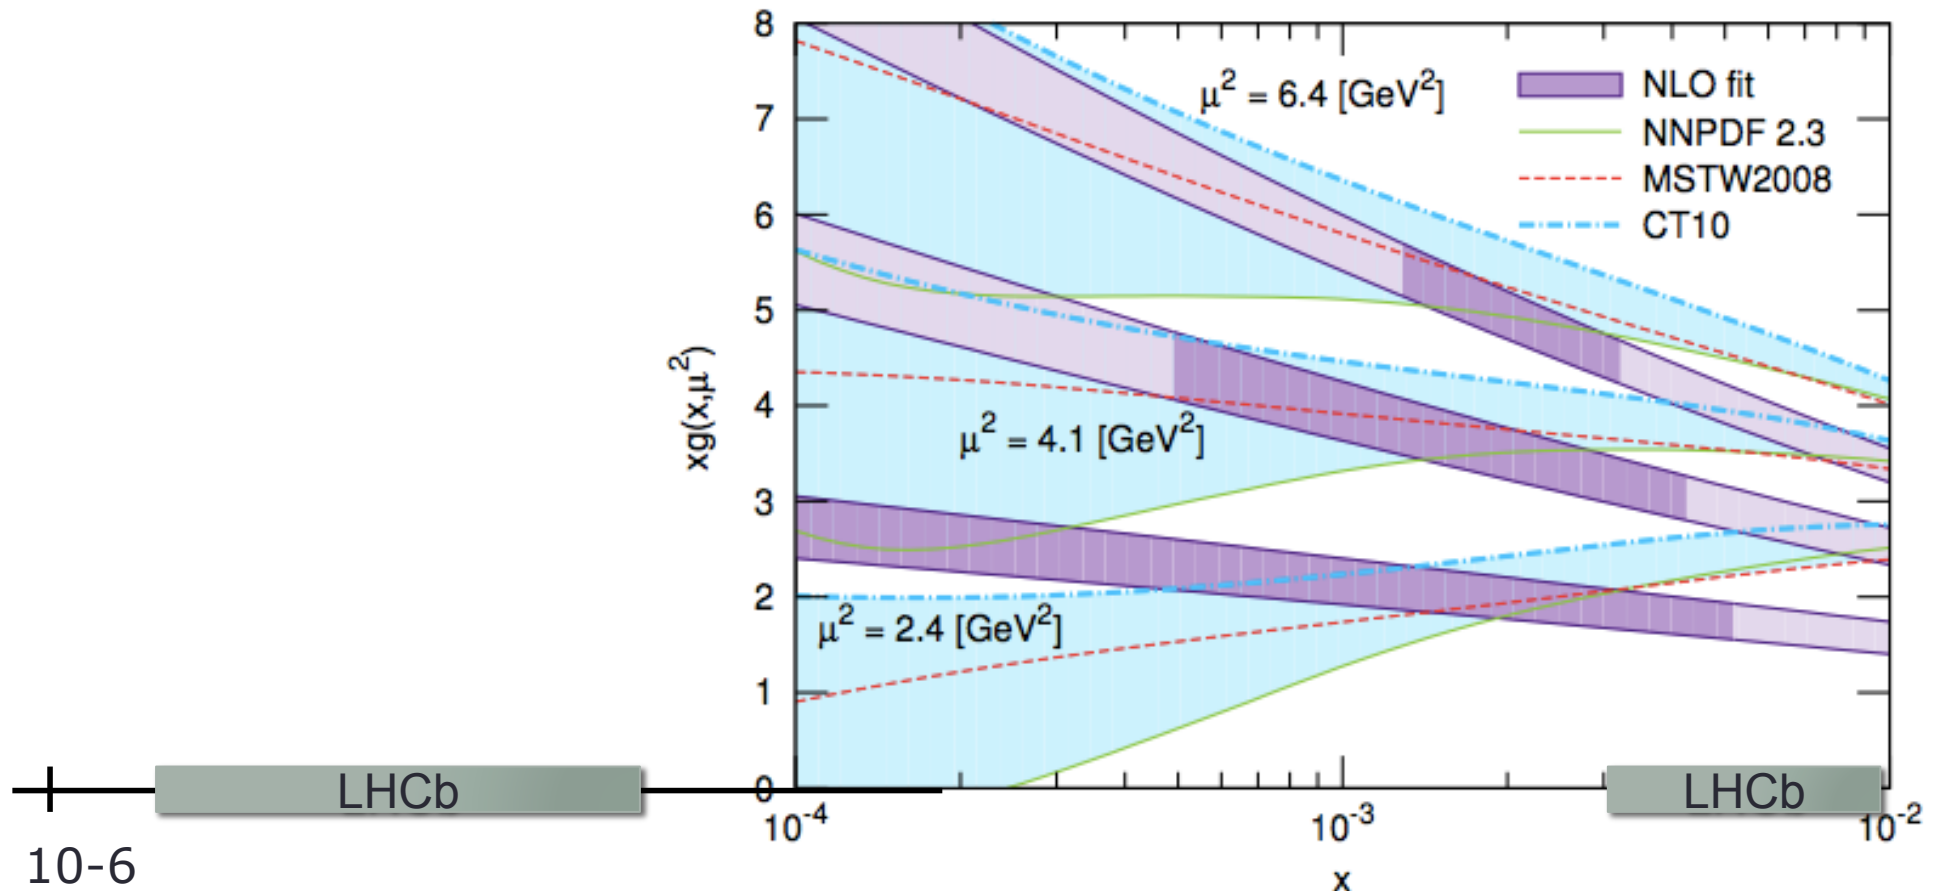 8
7
6
5
4
3
2
1
0
xg(x,μ²)
μ² = 6.4 [GeV²]
μ² = 4.1 [GeV²]
μ² = 2.4 [GeV²]
NLO fit
NNPDF 2.3
MSTW2008
CT10
LHCb
LHCb
10-6
10⁻⁴
10⁻³
10⁻²
x